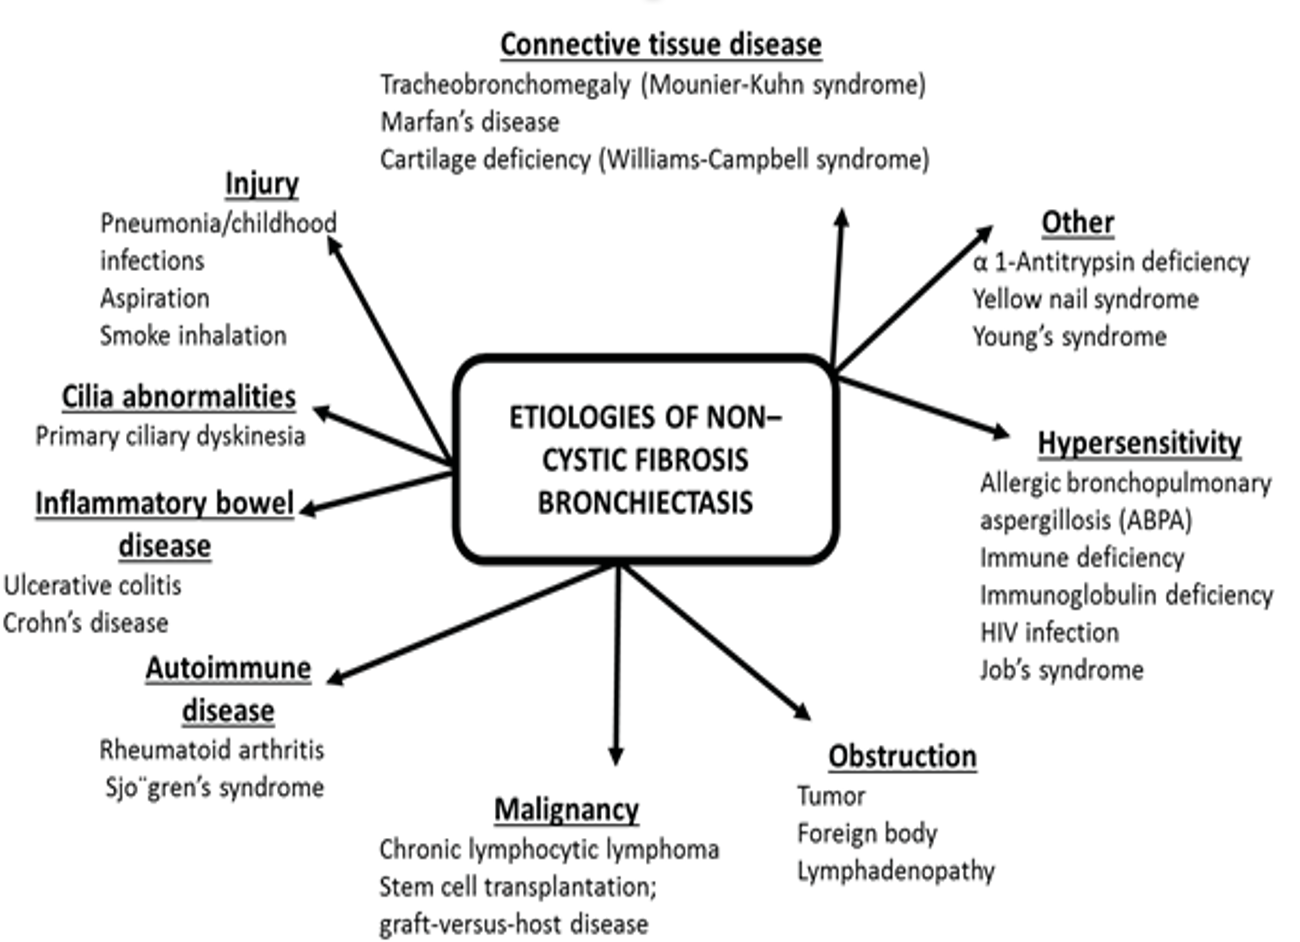 Connective tissue disease
Tracheobronchomegaly (Mounier-Kuhn syndrome)
Marfan's disease
Cartilage deficiency (Williams-Campbell syndrome)
Injury
Pneumonia/childhood
infections
Aspiration
Smoke inhalation
Other
α 1-Antitrypsin deficiency
Yellow nail syndrome
Young's syndrome
Cilia abnormalities
Primary ciliary dyskinesia
ETIOLOGIES OF NON–
CYSTIC FIBROSIS
BRONCHIECTASIS
Hypersensitivity
Allergic bronchopulmonary
aspergillosis (ABPA)
Immune deficiency
Immunoglobulin deficiency
HIV infection
Job's syndrome
Inflammatory bowel
disease
Ulcerative colitis
Crohn's disease
Autoimmune
disease
Rheumatoid arthritis
Sjo¨gren's syndrome
Malignancy
Chronic lymphocytic lymphoma
Stem cell transplantation;
graft-versus-host disease
Obstruction
Tumor
Foreign body
Lymphadenopathy